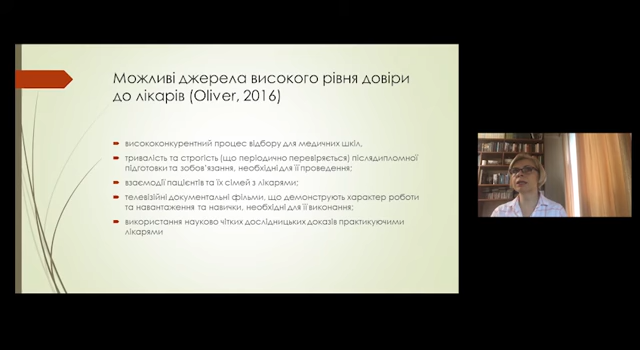 Можливі джерела високого рівня довіри
до лікарів (Oliver, 2016)
висококонкурентний процес відбору для медичних шкіл,
тривалість та строгість (що періодично перевіряється) післядипломної
підготовки та зобов'язання, необхідні для її проведення;
взаємодії пацієнтів та їх сімей з лікарями;
телевізійні документальні фільми, що демонструють характер роботи
та навантаження та навички, необхідні для її виконання;
використання науково чітких дослідницьких доказів практикуючими
лікарями